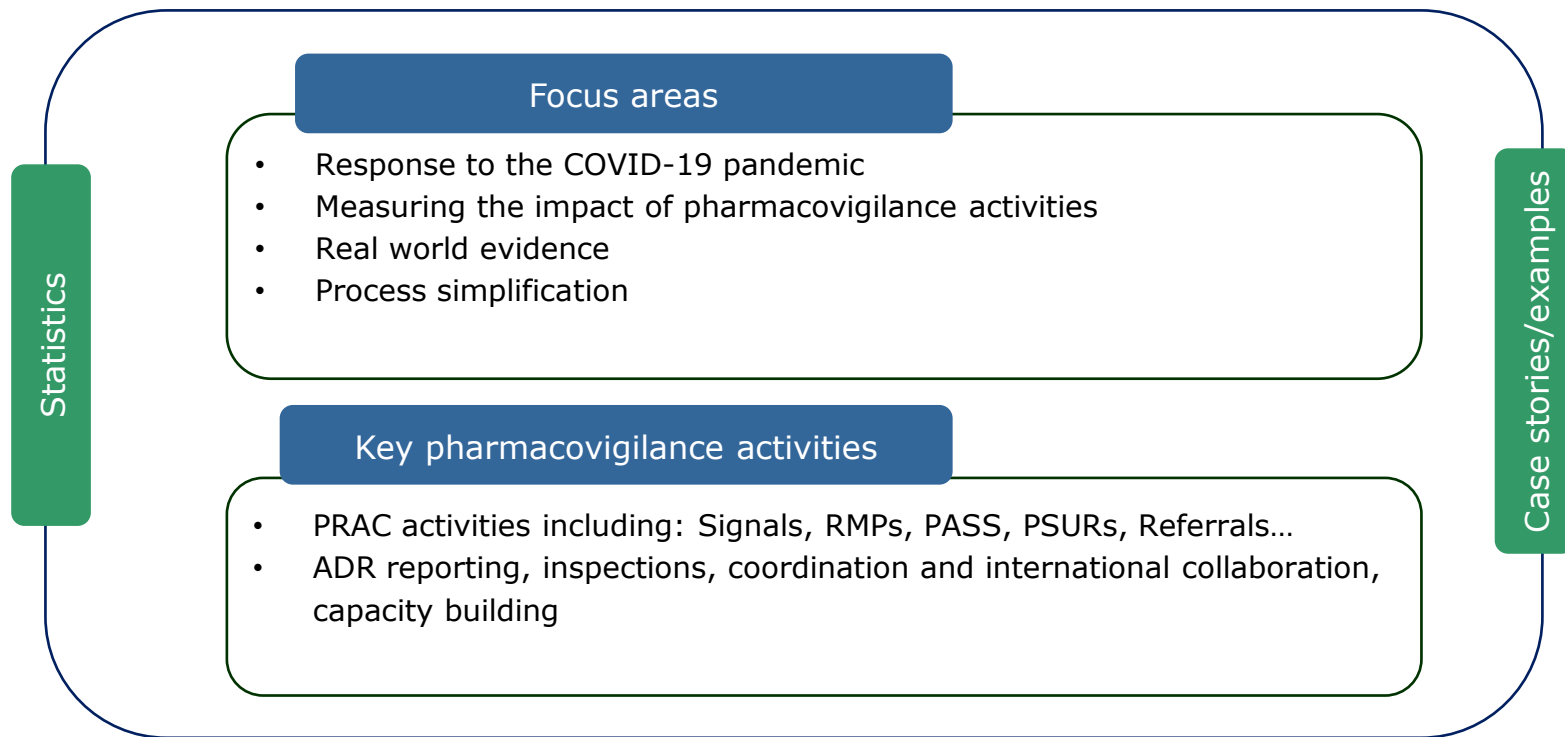 Focus areas
• Response to the COVID-19 pandemic
• Measuring the impact of pharmacovigilance activities
• Real world evidence
• Process simplification
Statistics
Case stories/examples
Key pharmacovigilance activities
• PRAC activities including: Signals, RMPs, PASS, PSURs, Referrals…
• ADR reporting, inspections, coordination and international collaboration,
capacity building